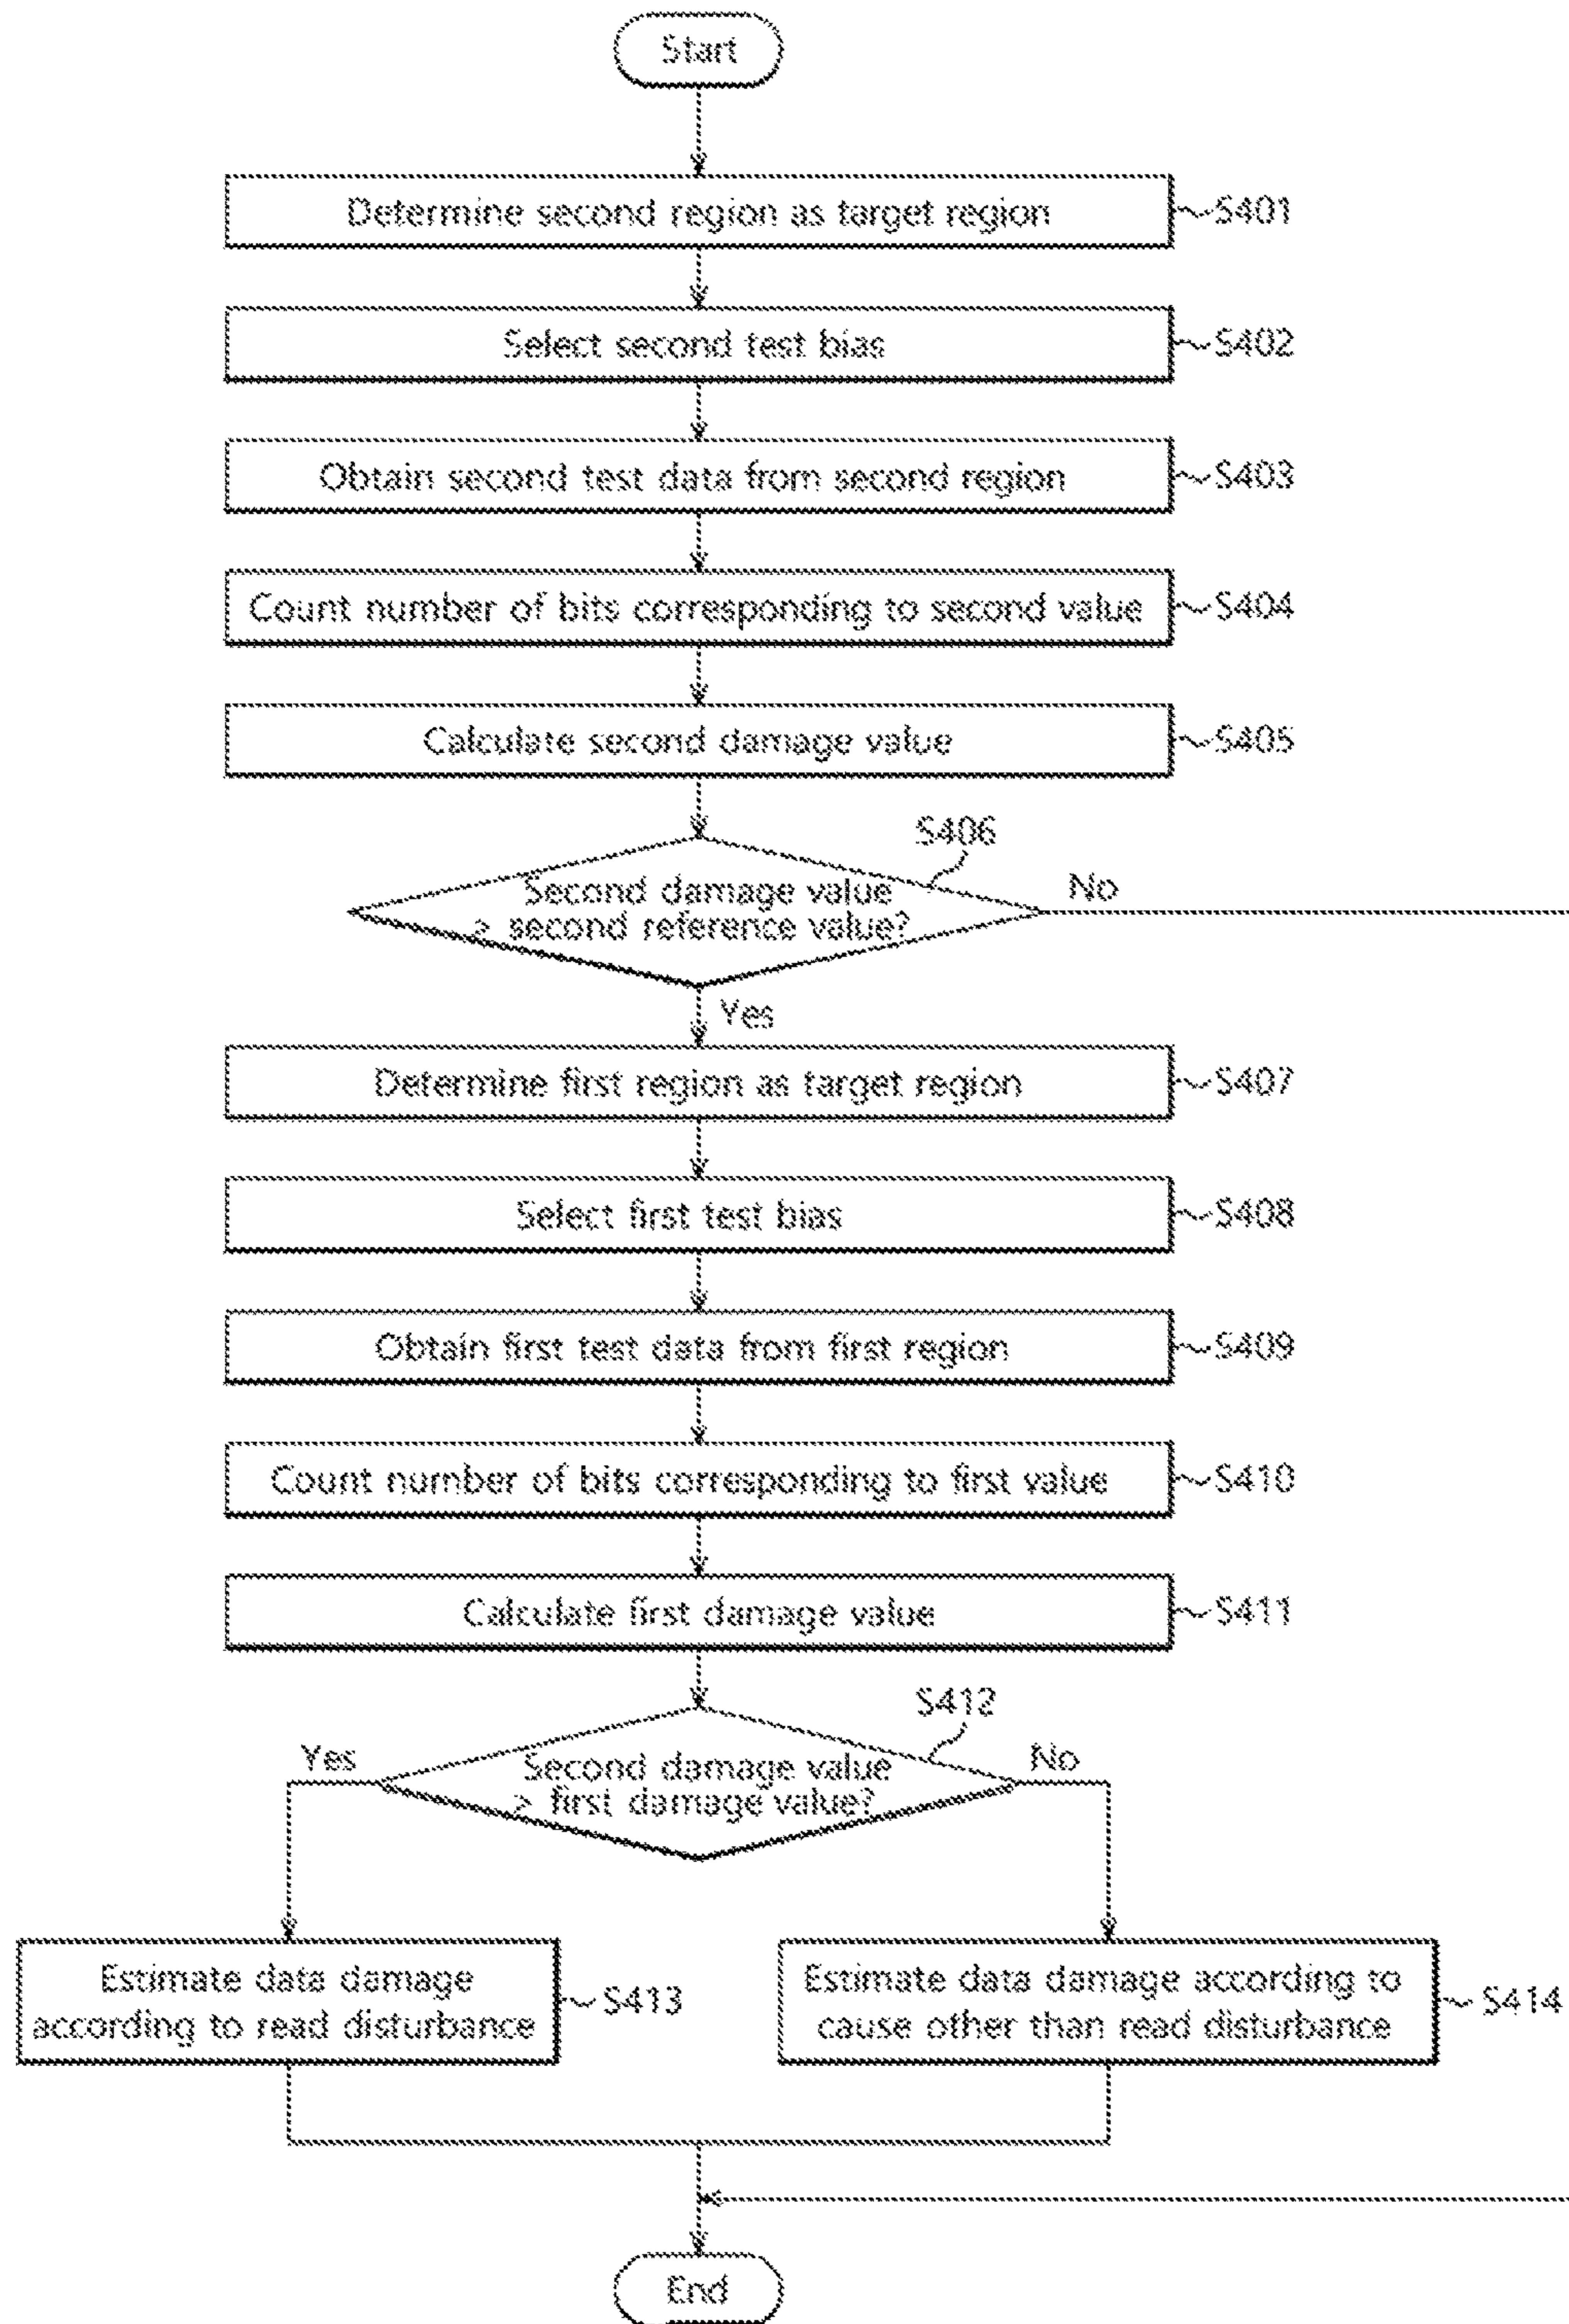 Start
Determine second region as target region
S401
Select second test bias
S402
Obtain second test data from second region
S403
Count number of bits corresponding to second value
S404
Calculate second damage value
S405
S406
Second damage value
> second reference value?
No
Yes
Determine first region as target region
S407
Select first test bias
S408
Obtain first test data from first region
S409
Count number of bits corresponding to first value
S410
Calculate first damage value
S411
S412
Yes
Second damage value
> first damage value?
No
Estimate data damage
according to read disturbance
S413
Estimate data damage according to
cause other than read disturbance
S414
End